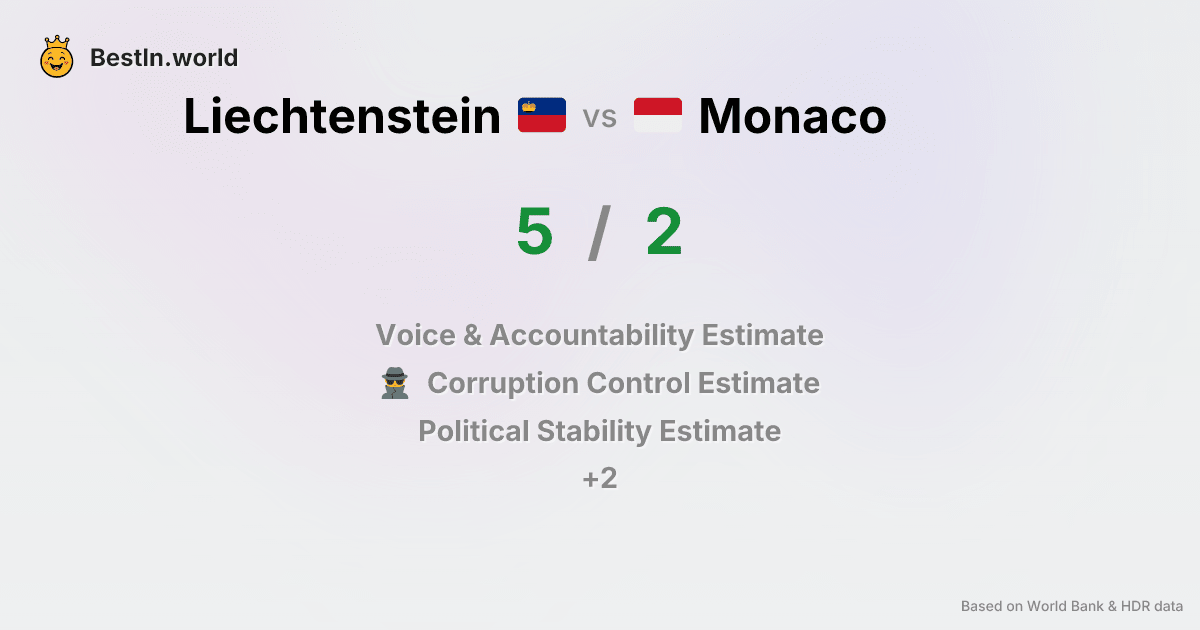 BestIn.world
Liechtenstein vs Monaco
5 / 2
Voice & Accountability Estimate
Corruption Control Estimate
Political Stability Estimate
+2
Based on World Bank & HDR data